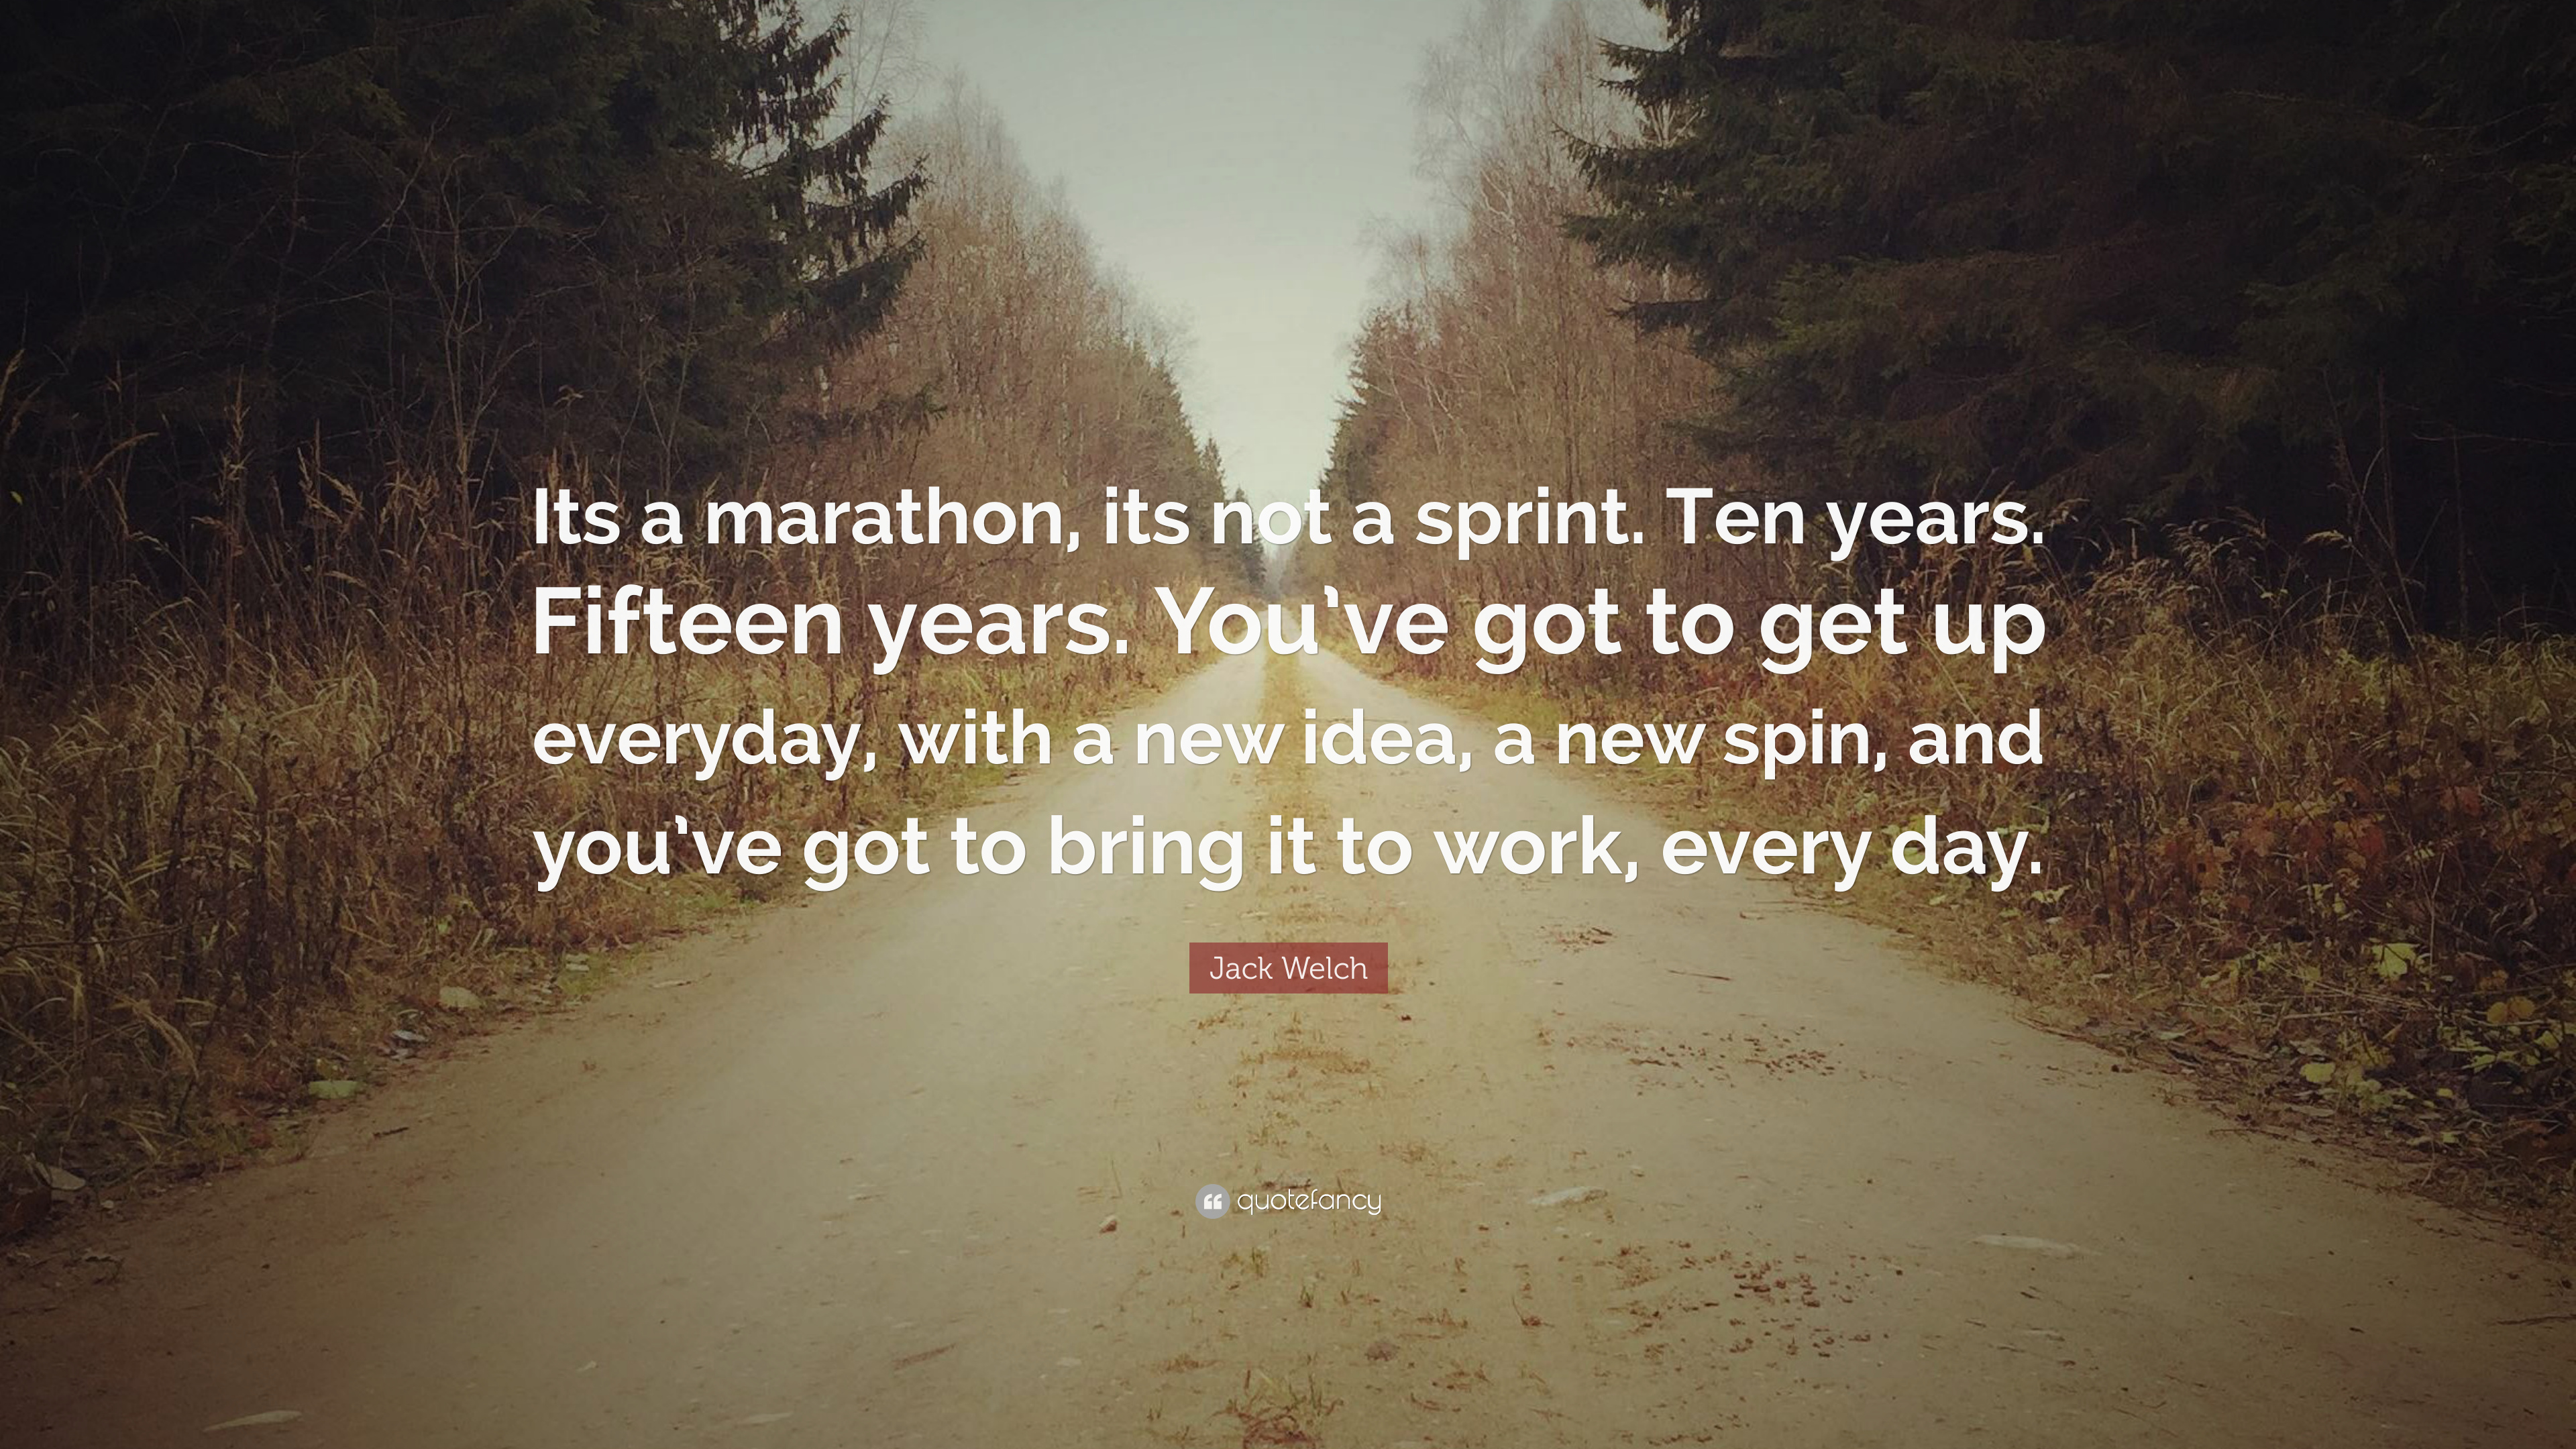 Its a marathon, its not a sprint. Ten years.
Fifteen years. You’ve got to get up
everyday, with a new idea, a new spin, and
you’ve got to bring it to work, every day.
Jack Welch
quotefancy